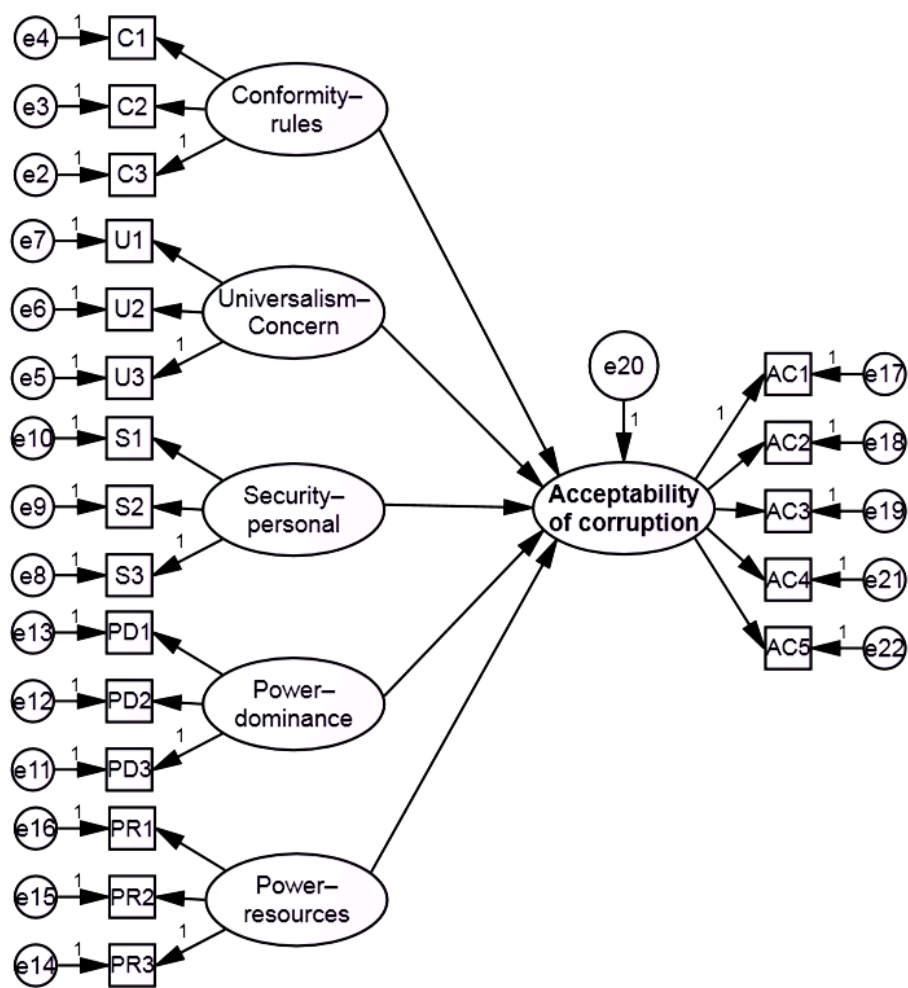 e4 1 C1
e3 1 C2
e2 1 C3
1
Conformity–
rules
e7 1 U1
e6 1 U2
e5 1 U3
1
Universalism–
Concern
e10 1 S1
e9 1 S2
e8 1 S3
1
Security–
personal
e13 1 PD1
e12 1 PD2
e11 1 PD3
1
Power–
dominance
e16 1 PR1
e15 1 PR2
e14 1 PR3
1
Power–
resources
e20
1
Acceptability
of corruption
1
AC1 1 e17
AC2 1 e18
AC3 1 e19
AC4 1 e21
AC5 1 e22